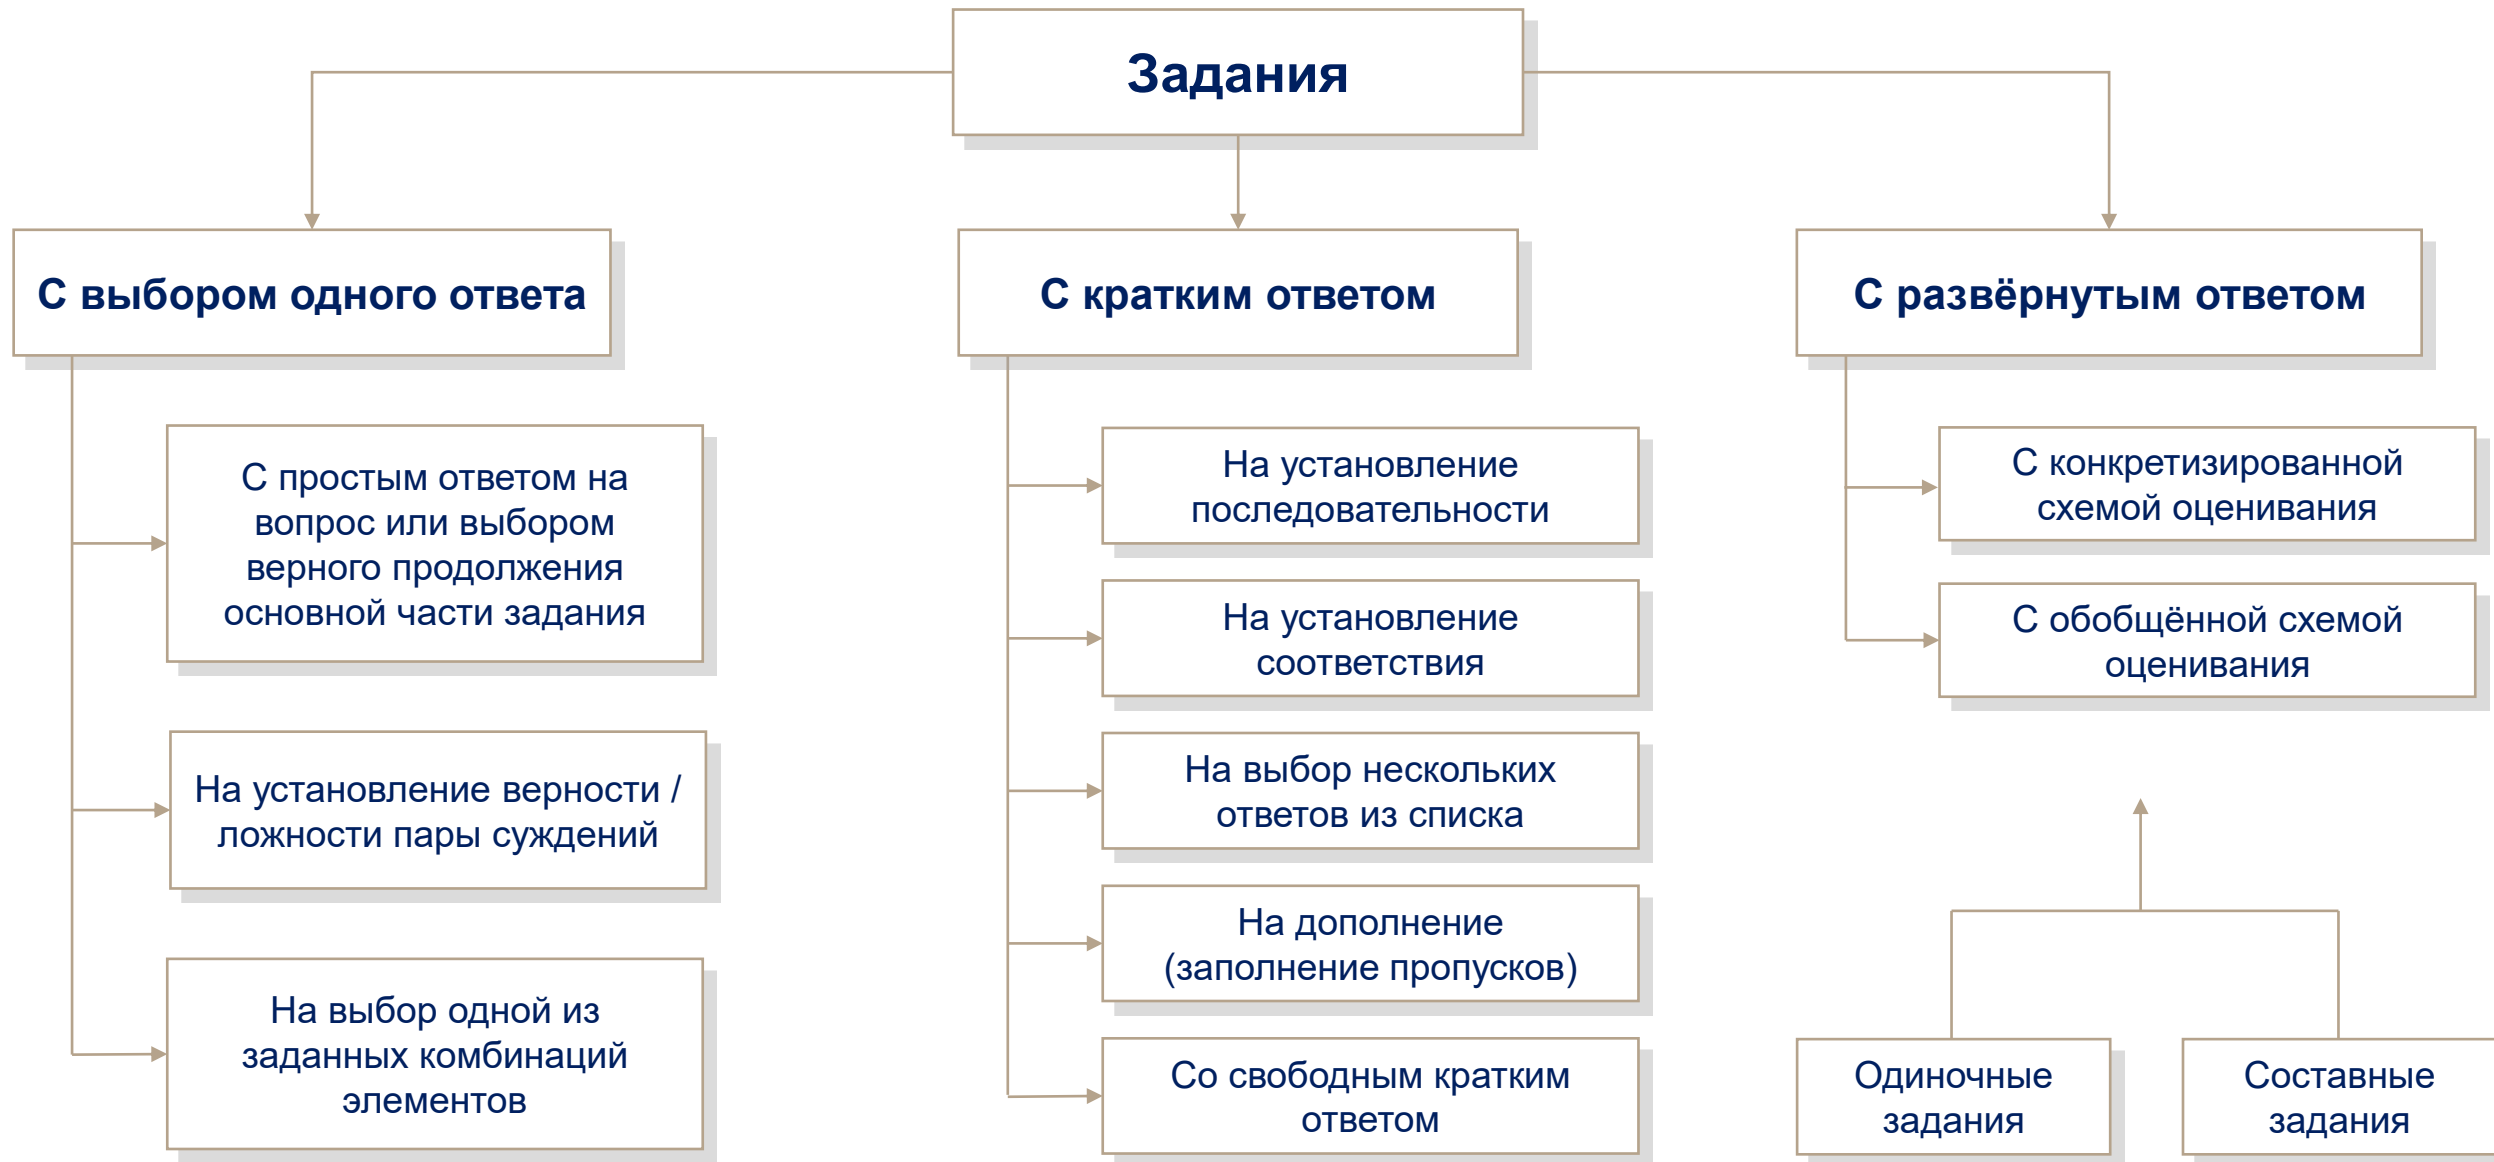 Задания
С выбором одного ответа
С простым ответом на
вопрос или выбором
верного продолжения
основной части задания
На установление верности /
ложности пары суждений
На выбор одной из
заданных комбинаций
элементов
С кратким ответом
На установление
последовательности
На установление
соответствия
На выбор нескольких
ответов из списка
На дополнение
(заполнение пропусков)
Со свободным кратким
ответом
С развёрнутым ответом
С конкретизированной
схемой оценивания
С обобщённой схемой
оценивания
Одиночные
задания
Составные
задания